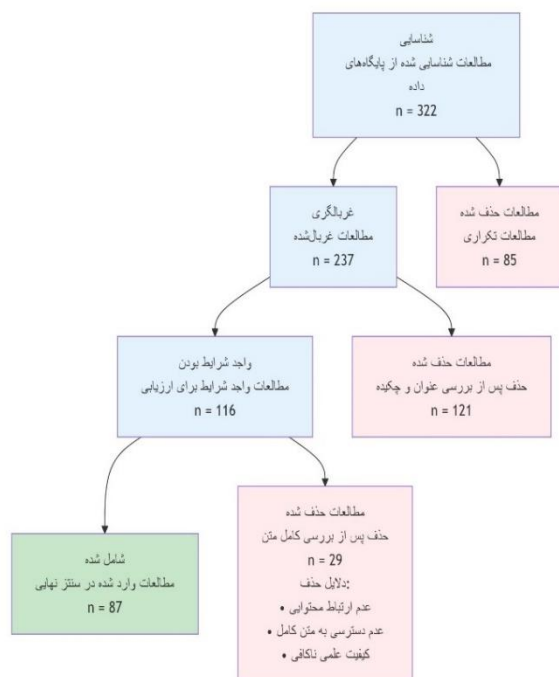 شناسایی
مطالعات شناسایی شده از پایگاه‌های
داده
n = 322
غربالگری
مطالعات غربال‌شده
n = 237
مطالعات حذف شده
مطالعات تکراری
n = 85
واجد شرایط بودن
مطالعات واجد شرایط برای ارزیابی
n = 116
مطالعات حذف شده
حذف پس از بررسی عنوان و چکیده
n = 121
شامل شده
مطالعات وارد شده در سنتز نهایی
n = 87
مطالعات حذف شده
حذف پس از بررسی کامل متن
n = 29
دلایل حذف:
عدم ارتباط محتوایی •
عدم دسترسی به متن کامل •
کیفیت علمی ناکافی •